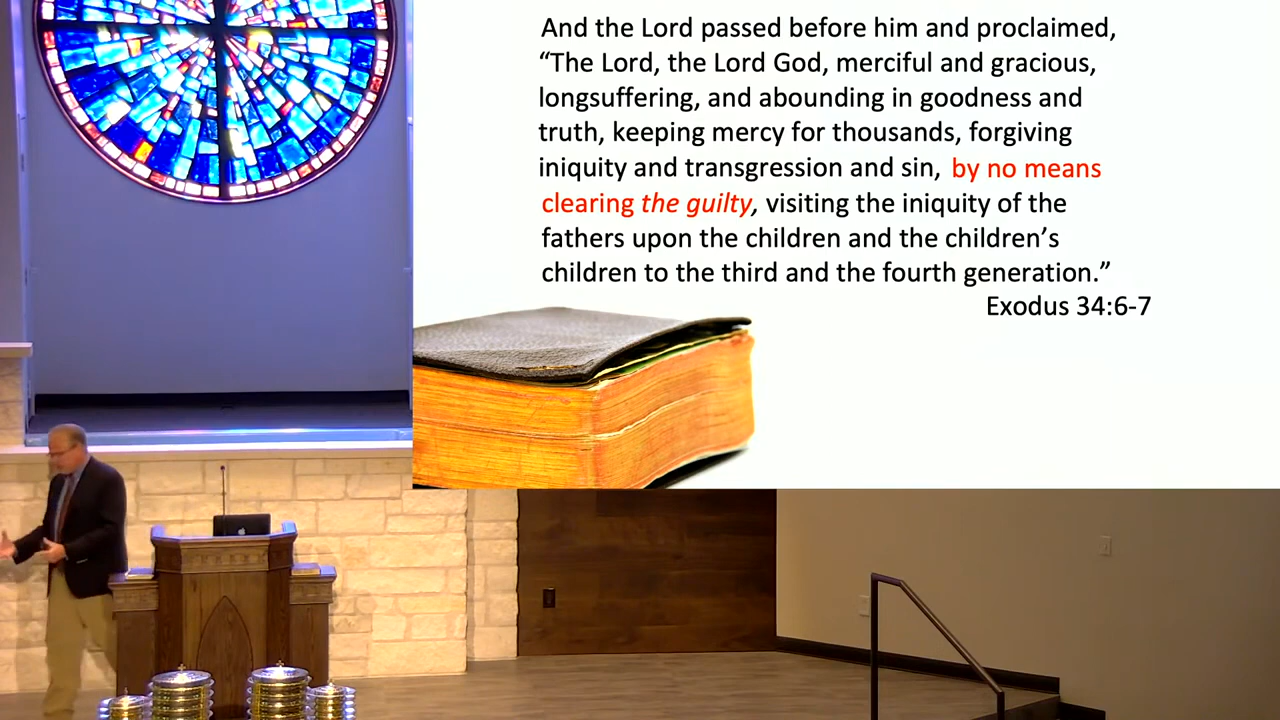 And the Lord passed before him and proclaimed,
“The Lord, the Lord God, merciful and gracious,
longsuffering, and abounding in goodness and
truth, keeping mercy for thousands, forgiving
iniquity and transgression and sin, by no means
clearing the guilty, visiting the iniquity of the
fathers upon the children and the children’s
children to the third and the fourth generation.”
Exodus 34:6-7